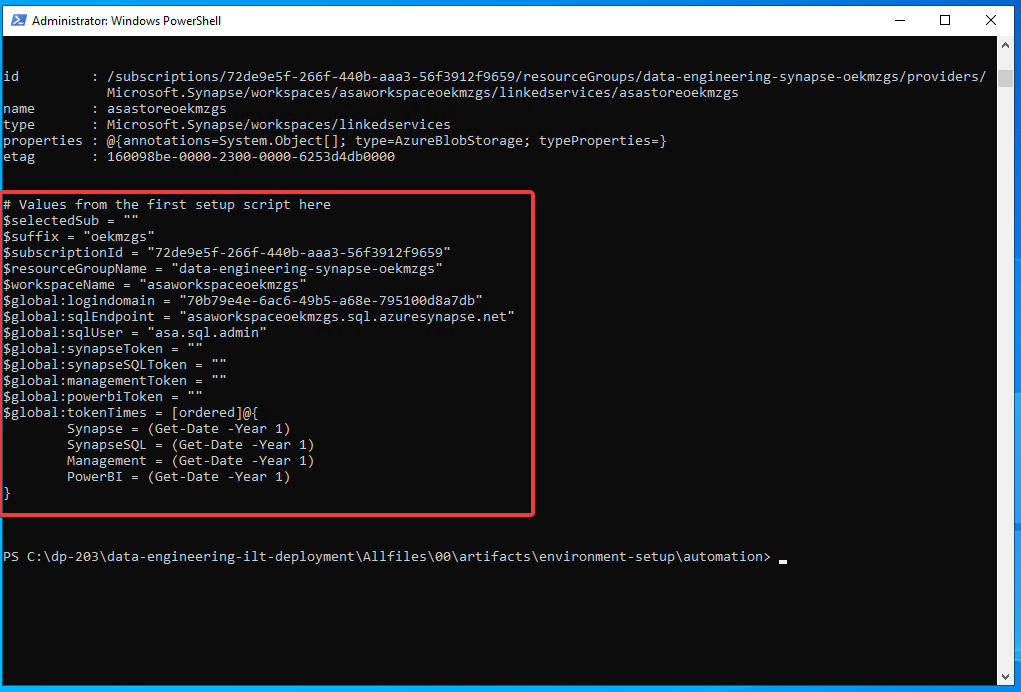 Administrator: Windows PowerShell
id         : /subscriptions/72de9e5f-266f-440b-aaa3-56f3912f9659/resourceGroups/data-engineering-synapse-oekmzgs/providers/
             Microsoft.Synapse/workspaces/asaworkspaceoekmzgs/linkedservices/asastoreoekmzgs
name       : asastoreoekmzgs
type       : Microsoft.Synapse/workspaces/linkedservices
properties : @{annotations=System.Object[]; type=AzureBlobStorage; typeProperties=}
etag       : 160098be-0000-2300-0000-6253d4db0000
# Values from the first setup script here
$selectedSub = ""
$suffix = "oekmzgs"
$subscriptionId = "72de9e5f-266f-440b-aaa3-56f3912f9659"
$resourceGroupName = "data-engineering-synapse-oekmzgs"
$workspaceName = "asaworkspaceoekmzgs"
$global:logindomain = "70b79e4e-6ac6-49b5-a68e-795100d8a7db"
$global:sqlEndpoint = "asaworkspaceoekmzgs.sql.azuresynapse.net"
$global:sqlUser = "asa.sql.admin"
$global:synapseToken = ""
$global:synapseSQLToken = ""
$global:managementToken = ""
$global:powerbiToken = ""
$global:tokenTimes = [ordered]@{
        Synapse = (Get-Date -Year 1)
        SynapseSQL = (Get-Date -Year 1)
        Management = (Get-Date -Year 1)
        PowerBI = (Get-Date -Year 1)
}
PS C:\dp-203\data-engineering-ilt-deployment\Allfiles\00\artifacts\environment-setup\automation>